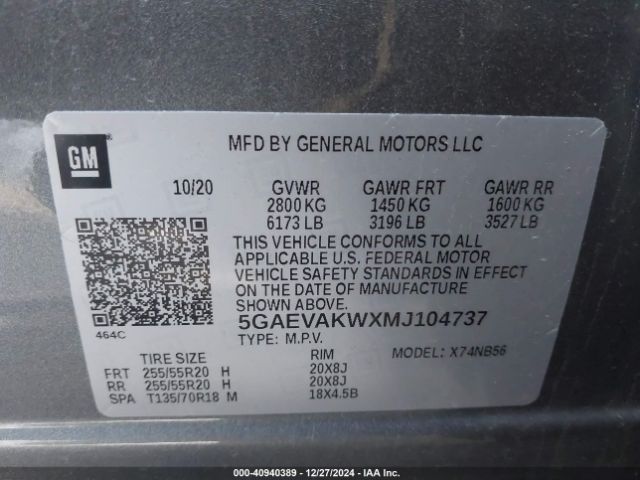 GM
MFD BY GENERAL MOTORS LLC
10/20 GVWR GAWR FRT GAWR RR
2800 KG 1450 KG 1600 KG
6173 LB 3196 LB 3527 LB
THIS VEHICLE CONFORMS TO ALL
APPLICABLE U.S. FEDERAL MOTOR
VEHICLE SAFETY STANDARDS IN EFFECT
ON THE DATE OF MANUFACTURE
SHOWN ABOVE.
464C
5GAEVAKWXMJ104737
TYPE: M.P.V. MODEL: X74NB56
TIRE SIZE RIM
FRT 255/55R20 H 20X8J
RR 255/55R20 H 20X8J
SPA T135/70R18 M 18X4.5B
000-40940389 - 12/27/2024 - IAA Inc.